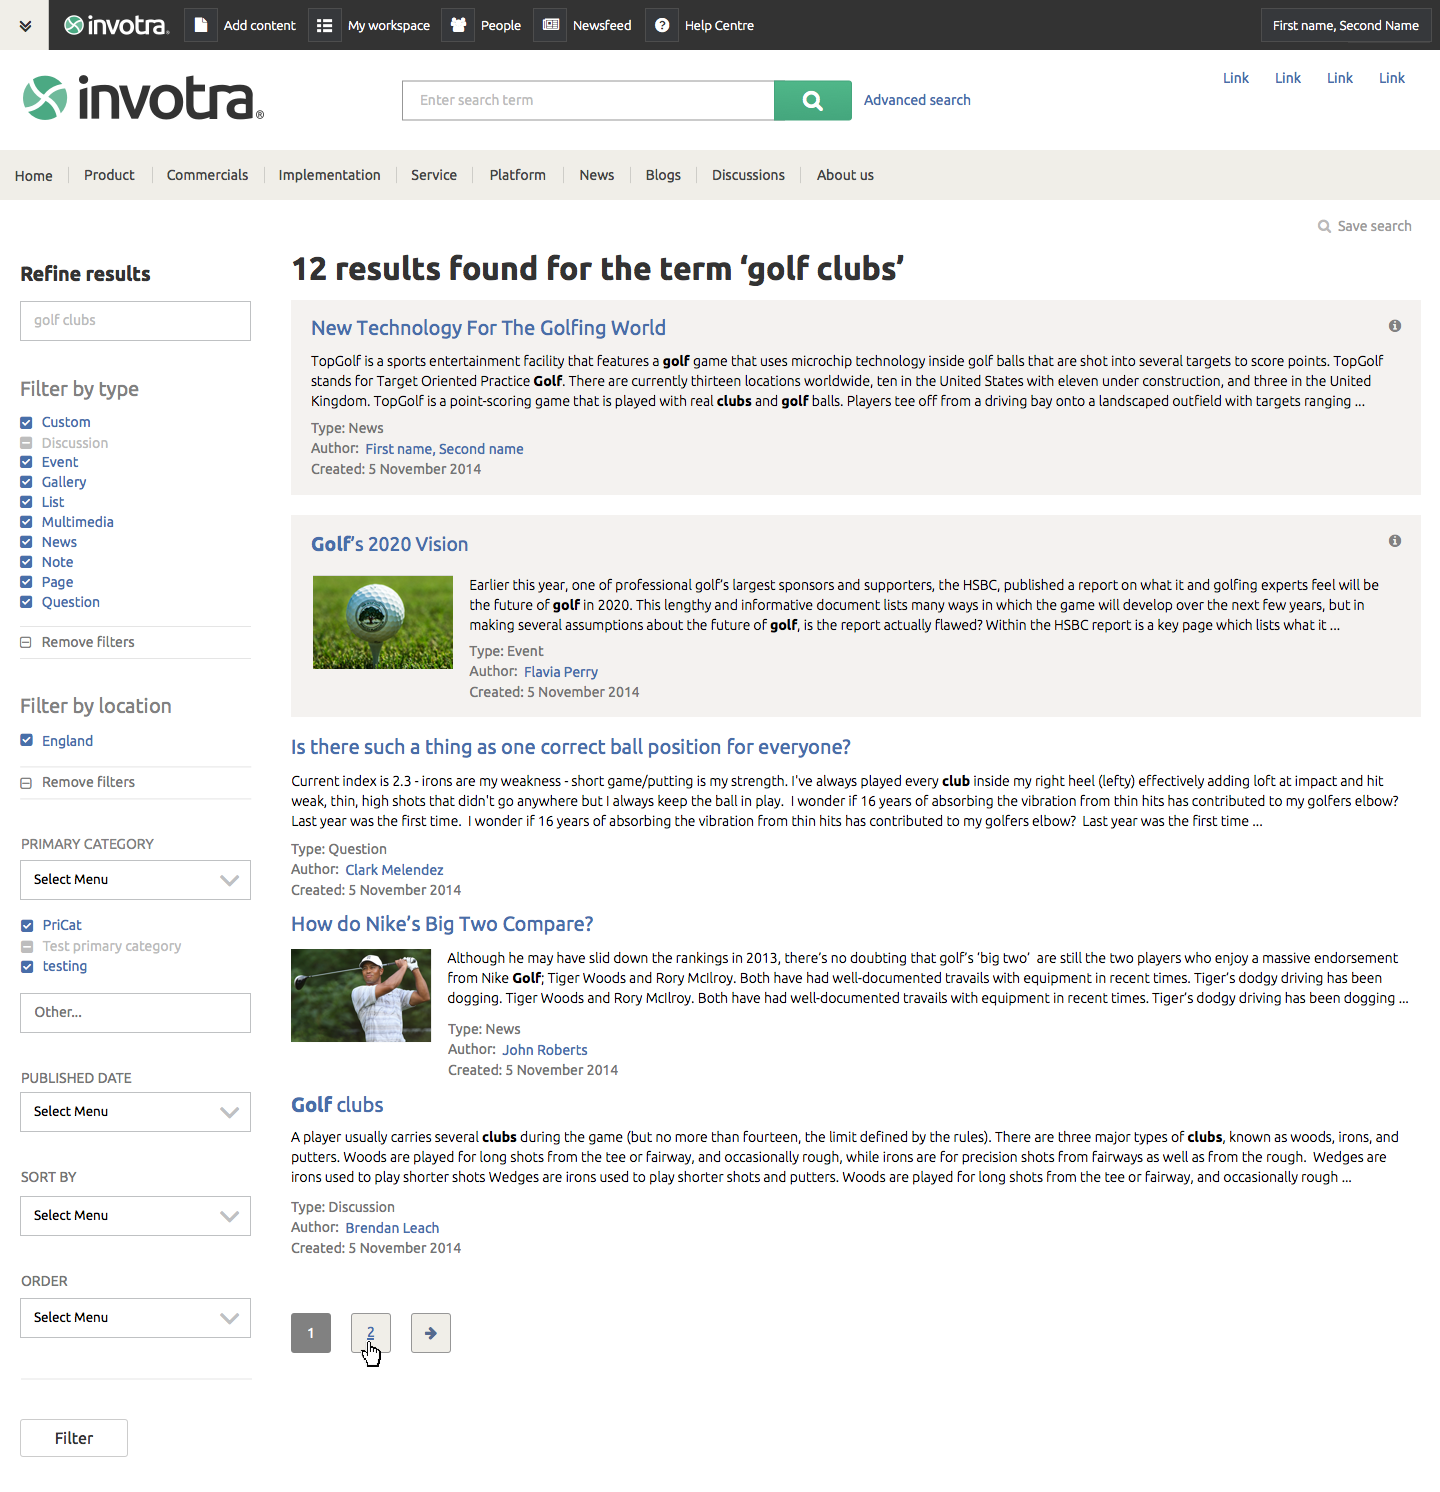 invotra®
Add content
My workspace
People
Newsfeed
Help Centre
First name, Second Name
invotra®
Enter search term
Advanced search
Link Link Link Link
Home Product Commercials Implementation Service Platform News Blogs Discussions About us
Save search
Refine results
golf clubs
Filter by type
Custom
Discussion
Event
Gallery
List
Multimedia
News
Note
Page
Question
Remove filters
Filter by location
England
Remove filters
PRIMARY CATEGORY
Select Menu
PriCat
Test primary category
testing
Other...
PUBLISHED DATE
Select Menu
SORT BY
Select Menu
ORDER
Select Menu
Filter
12 results found for the term ‘golf clubs’
New Technology For The Golfing World
TopGolf is a sports entertainment facility that features a golf game that uses microchip technology inside golf balls that are shot into several targets to score points. TopGolf
stands for Target Oriented Practice Golf. There are currently thirteen locations worldwide, ten in the United States with eleven under construction, and three in the United
Kingdom. TopGolf is a point-scoring game that is played with real clubs and golf balls. Players tee off from a driving bay onto a landscaped outfield with targets ranging ...
Type: News
Author: First name, Second name
Created: 5 November 2014
Golf’s 2020 Vision
Earlier this year, one of professional golf’s largest sponsors and supporters, the HSBC, published a report on what it and golfing experts feel will be
the future of golf in 2020. This lengthy and informative document lists many ways in which the game will develop over the next few years, but in
making several assumptions about the future of golf, is the report actually flawed? Within the HSBC report is a key page which lists what it ...
Type: Event
Author: Flavia Perry
Created: 5 November 2014
Is there such a thing as one correct ball position for everyone?
Current index is 2.3 - irons are my weakness - short game/putting is my strength. I've always played every club inside my right heel (lefty) effectively adding loft at impact and hit
weak, thin, high shots that didn't go anywhere but I always keep the ball in play. I wonder if 16 years of absorbing the vibration from thin hits has contributed to my golfers elbow?
Last year was the first time. I wonder if 16 years of absorbing the vibration from thin hits has contributed to my golfers elbow? Last year was the first time ...
Type: Question
Author: Clark Melendez
Created: 5 November 2014
How do Nike’s Big Two Compare?
Although he may have slid down the rankings in 2013, there’s no doubting that golf’s ‘big two’ are still the two players who enjoy a massive endorsement
from Nike Golf; Tiger Woods and Rory McIlroy. Both have had well-documented travails with equipment in recent times. Tiger’s dodgy driving has been
dogging. Tiger Woods and Rory McIlroy. Both have had well-documented travails with equipment in recent times. Tiger’s dodgy driving has been dogging ...
Type: News
Author: John Roberts
Created: 5 November 2014
Golf clubs
A player usually carries several clubs during the game (but no more than fourteen, the limit defined by the rules). There are three major types of clubs, known as woods, irons, and
putters. Woods are played for long shots from the tee or fairway, and occasionally rough, while irons are for precision shots from fairways as well as from the rough. Wedges are
irons used to play shorter shots Wedges are irons used to play shorter shots and putters. Woods are played for long shots from the tee or fairway, and occasionally rough ...
Type: Discussion
Author: Brendan Leach
Created: 5 November 2014
1 2